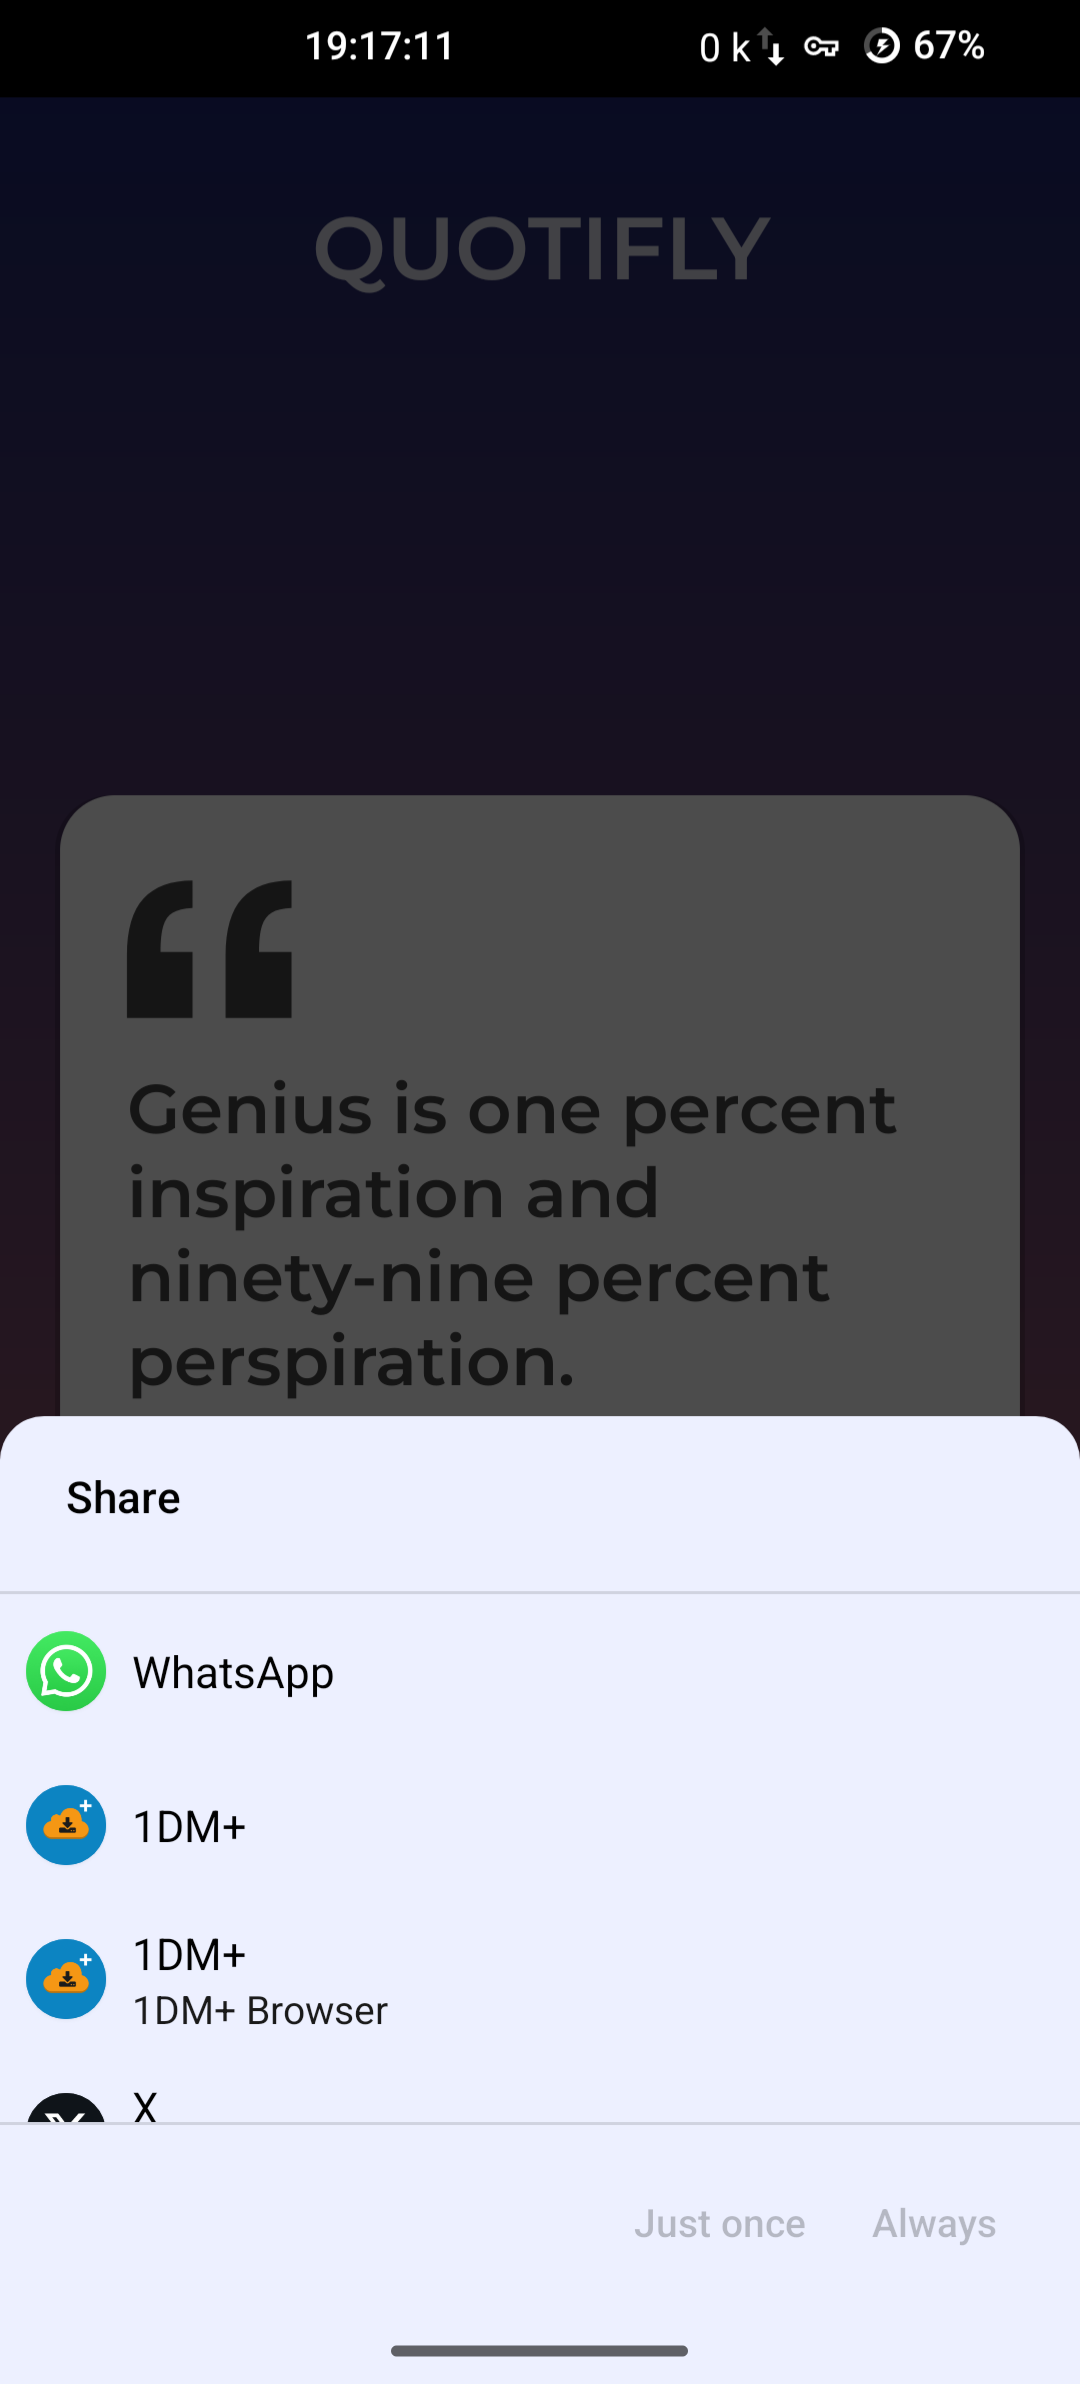 19:17:11 0 k 67%
QUOTIFLY
“
Genius is one percent
inspiration and
ninety-nine percent
perspiration.
Share
WhatsApp
1DM+
1DM+
1DM+ Browser
X
Just once Always